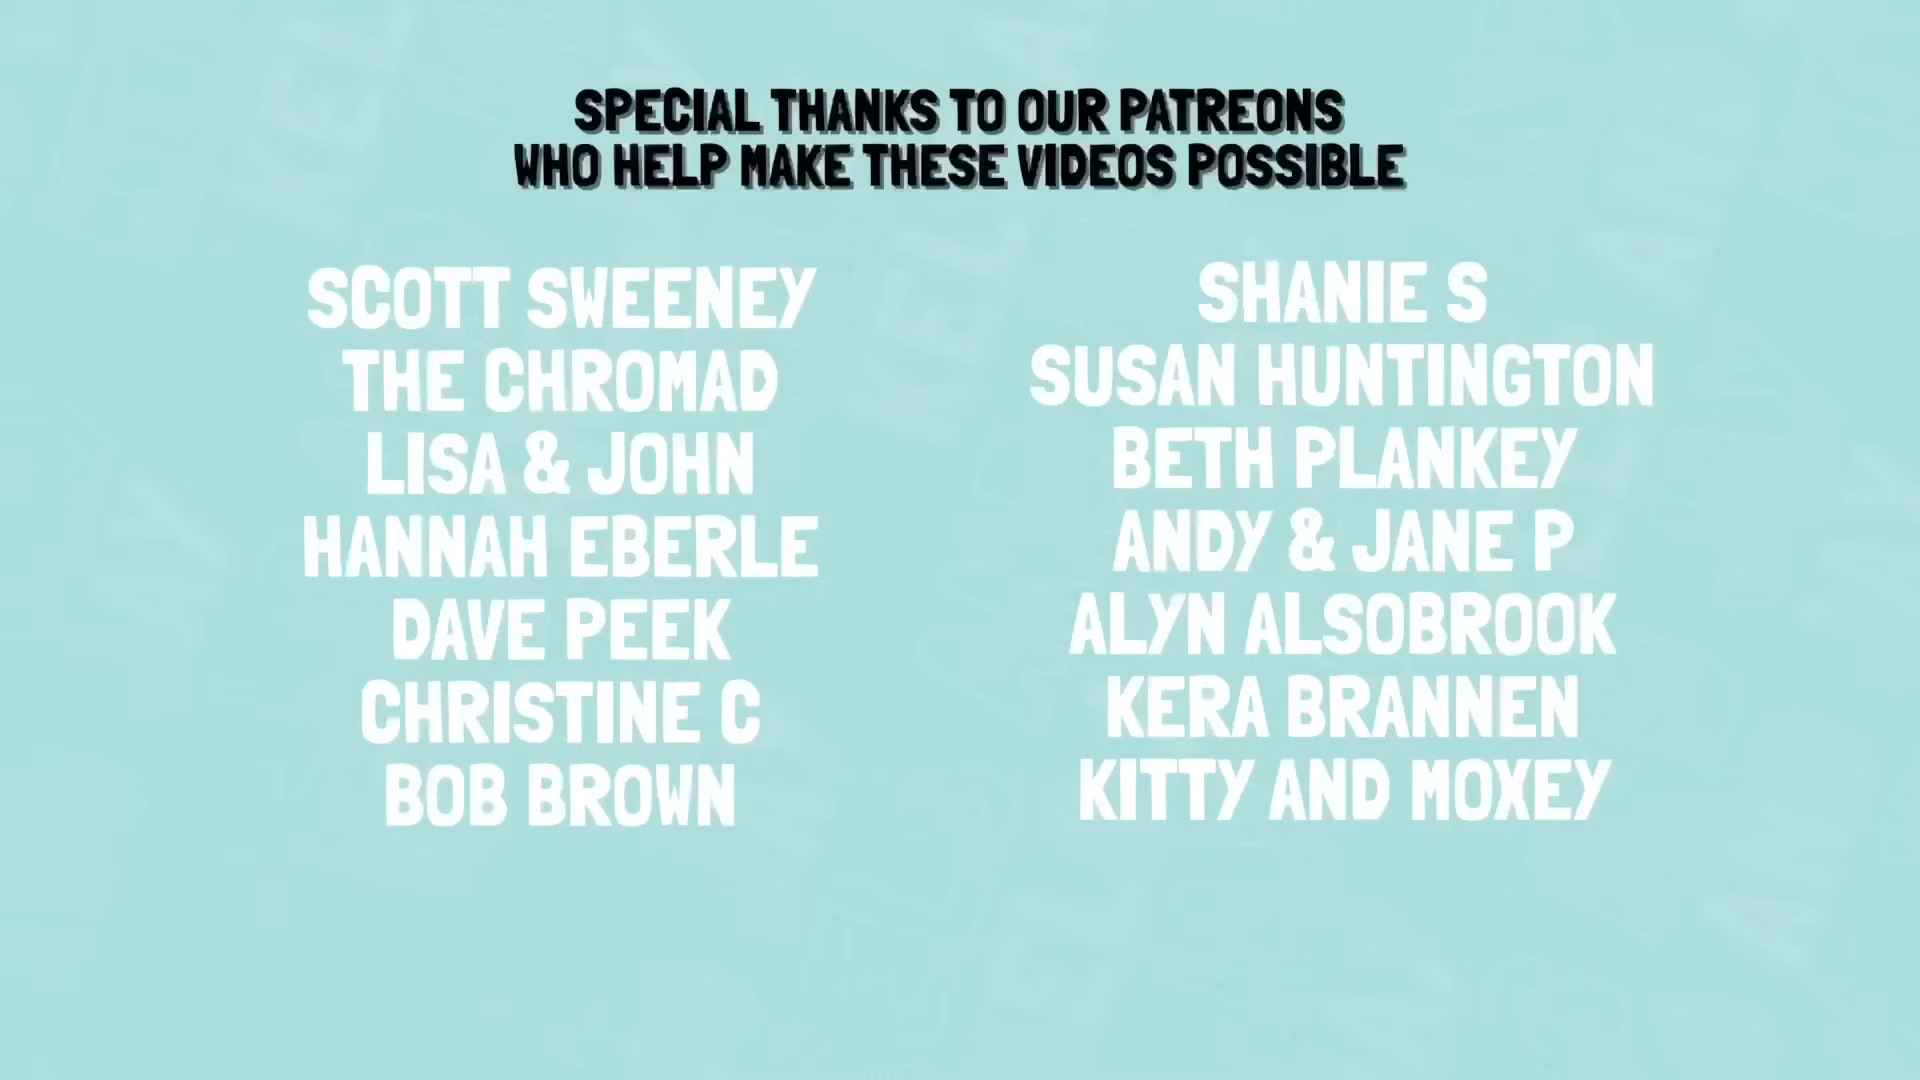 SPECIAL THANKS TO OUR PATREONS
WHO HELP MAKE THESE VIDEOS POSSIBLE
SCOTT SWEENEY
THE CHROMAD
LISA & JOHN
HANNAH EBERLE
DAVE PEEK
CHRISTINE C
BOB BROWN
SHANIE S
SUSAN HUNTINGTON
BETH PLANKEY
ANDY & JANE P
ALYN ALSOBROOK
KERA BRANNEN
KITTY AND MOXEY